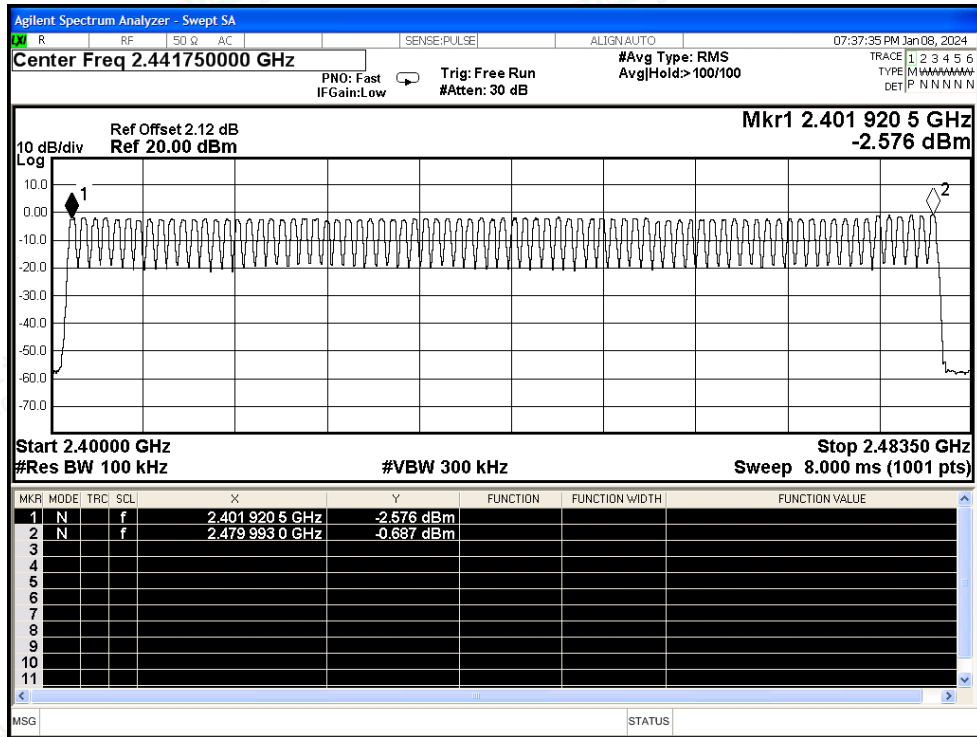 Agilent Spectrum Analyzer - Swept SA
LXI R RF 50 Ω AC SENSE:PULSE ALIGN AUTO 07:37:35 PM Jan 08, 2024
Center Freq 2.441750000 GHz #Avg Type: RMS TRACE 1 2 3 4 5 6
PNO: Fast Trig: Free Run Avg|Hold:>100/100 TYPE M
IFGain:Low #Atten: 30 dB DET P N N N N N
Mkr1 2.401 920 5 GHz
Ref Offset 2.12 dB
10 dB/div Ref 20.00 dBm -2.576 dBm
Log
10.0
1 2
0.00
-10.0
-20.0
-30.0
-40.0
-50.0
-60.0
-70.0
Start 2.40000 GHz Stop 2.48350 GHz
#Res BW 100 kHz #VBW 300 kHz Sweep 8.000 ms (1001 pts)
MKR MODE TRC SCL X Y FUNCTION FUNCTION WIDTH FUNCTION VALUE
1 N f 2.401 920 5 GHz -2.576 dBm
2 N f 2.479 993 0 GHz -0.687 dBm
3
4
5
6
7
8
9
10
11
MSG STATUS